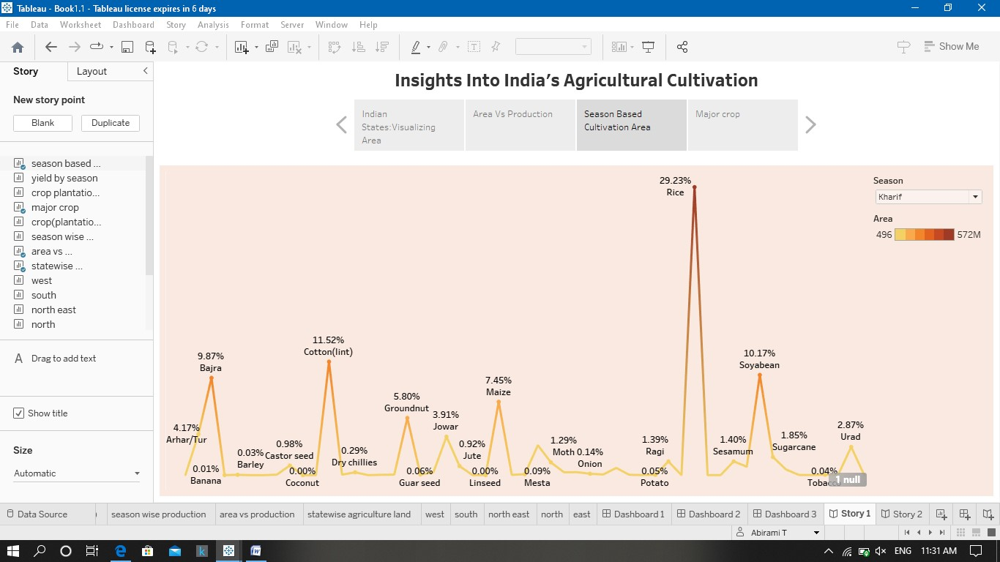 Tableau - Book1.1 - Tableau license expires in 6 days
File Data Worksheet Dashboard Story Analysis Format Server Window Help
Show Me
Story Layout
New story point
Blank Duplicate
season based ...
yield by season
crop plantatio...
major crop
crop(plantatio...
season wise ...
area vs ...
statewise ...
west
south
north east
north
A Drag to add text
Show title
Size
Automatic
Insights Into India's Agricultural Cultivation
Indian
States:Visualizing
Area
Area Vs Production
Season Based
Cultivation Area
Major crop
Season
Kharif
Area
496 572M
29.23%
Rice
11.52%
Cotton(lint)
9.87%
Bajra
10.17%
Soyabean
7.45%
Maize
5.80%
Groundnut
3.91%
Jowar
4.17%
Arhar/Tur
2.87%
Urad
0.01%
Banana
0.03%
Barley
0.98%
Castor seed
0.00%
Coconut
0.29%
Dry chillies
0.06%
Guar seed
0.92%
Jute
0.00%
Linseed
0.09%
Mesta
1.29%
Moth
0.14%
Onion
1.39%
Ragi
0.05%
Potato
1.40%
Sesamum
1.85%
Sugarcane
0.04%
1 null
Data Source season wise production area vs production statewise agriculture land west south north east north east Dashboard 1 Dashboard 2 Dashboard 3 Story 1 Story 2
Abirami T
ENG 11:31 AM